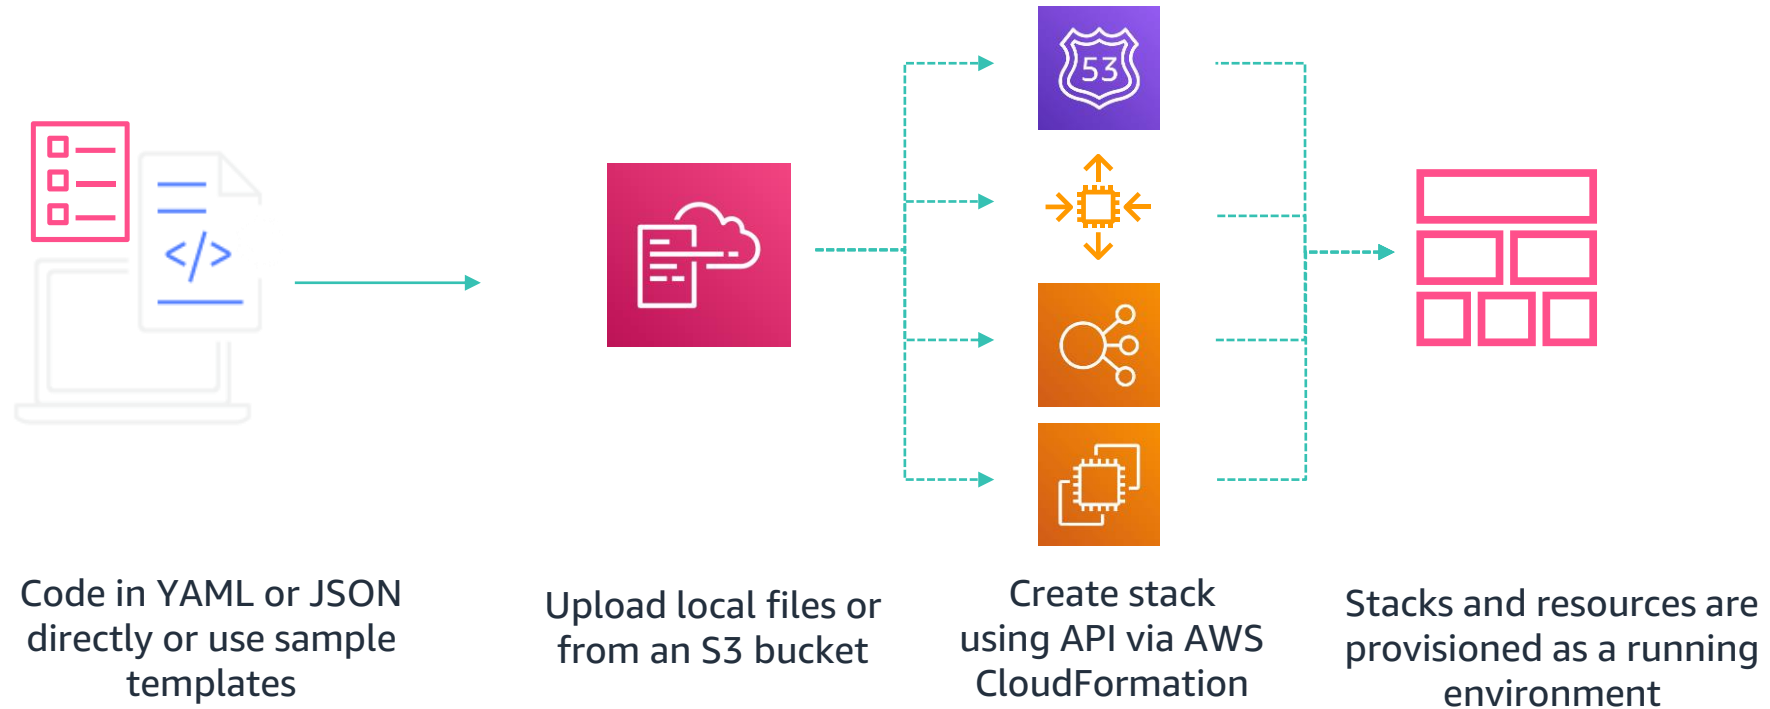 53
</>
Code in YAML or JSON
directly or use sample
templates
Upload local files or
from an S3 bucket
Create stack
using API via AWS
CloudFormation
Stacks and resources are
provisioned as a running
environment